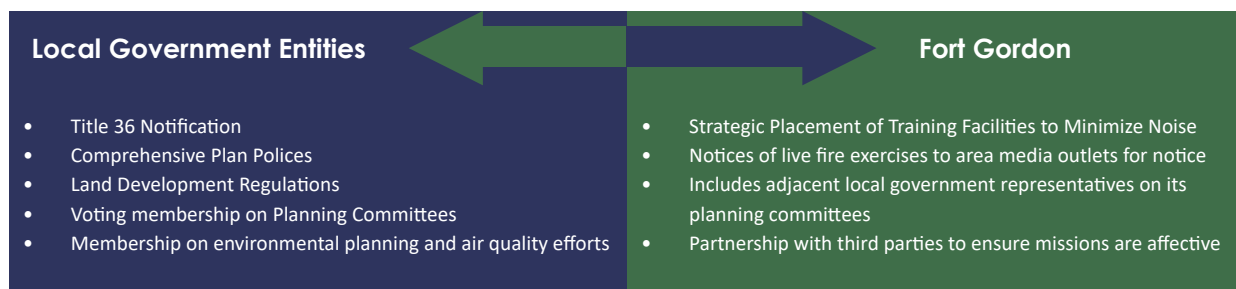 Local Government Entities
• Title 36 Notification
• Comprehensive Plan Polices
• Land Development Regulations
• Voting membership on Planning Committees
• Membership on environmental planning and air quality efforts
Fort Gordon
• Strategic Placement of Training Facilities to Minimize Noise
• Notices of live fire exercises to area media outlets for notice
• Includes adjacent local government representatives on its
planning committees
• Partnership with third parties to ensure missions are affective